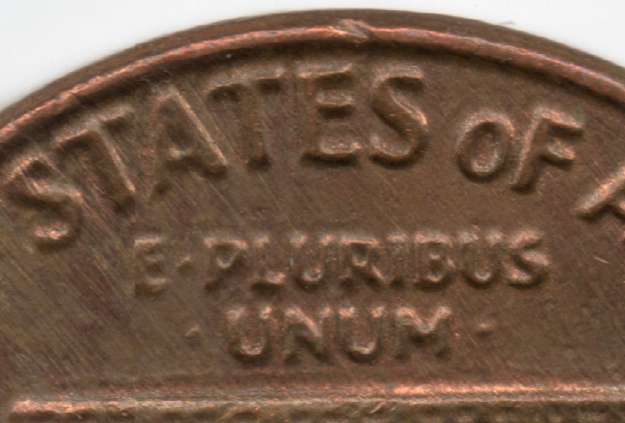 STATES OF A
E·PLURIBUS
·UNUM·